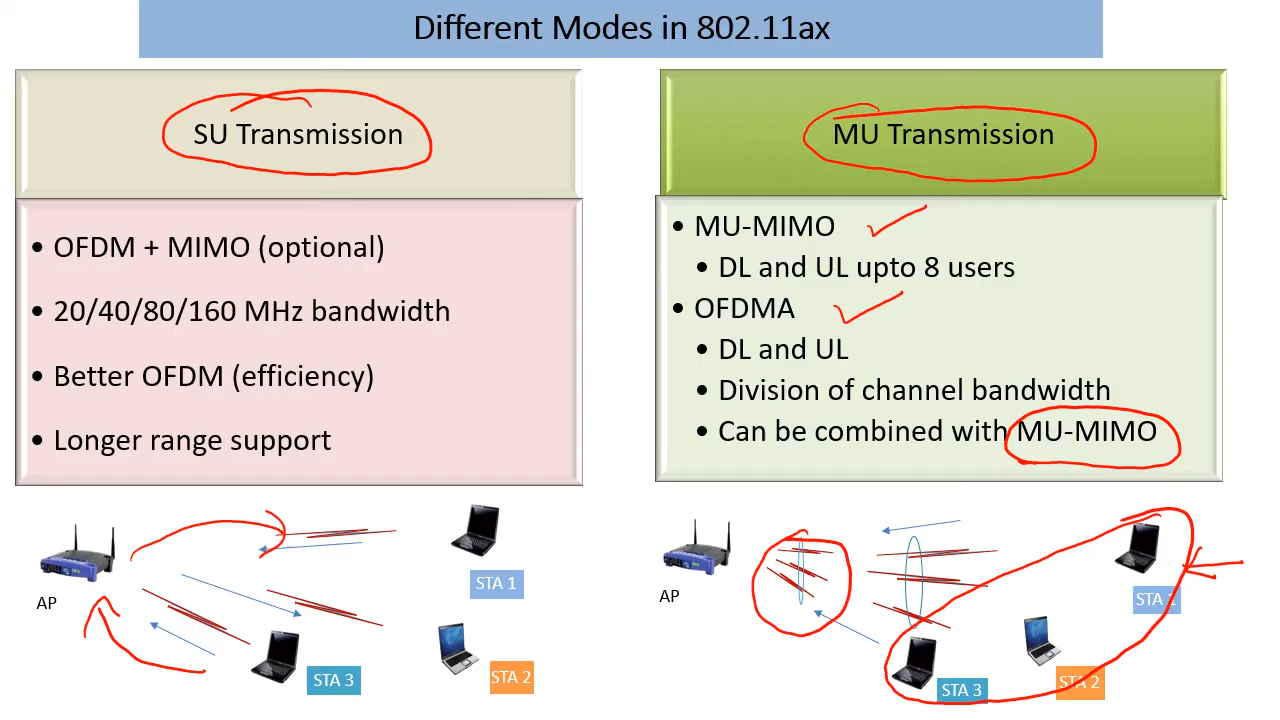 Different Modes in 802.11ax
SU Transmission
• OFDM + MIMO (optional)
• 20/40/80/160 MHz bandwidth
• Better OFDM (efficiency)
• Longer range support
MU Transmission
• MU-MIMO
• DL and UL upto 8 users
• OFDMA
• DL and UL
• Division of channel bandwidth
• Can be combined with MU-MIMO
AP
STA 1
STA 2
STA 3
AP
STA
STA 2
STA 3